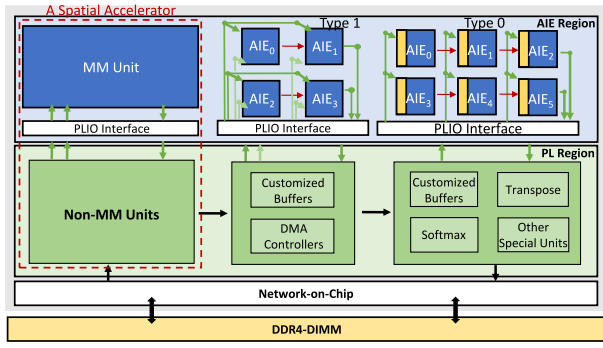 A Spatial Accelerator
Type 1
Type 0
AIE Region
MM Unit
AIE0
AIE1
AIE2
AIE3
AIE0
AIE1
AIE2
AIE3
AIE4
AIE5
PLIO Interface
PLIO Interface
PLIO Interface
PL Region
Non-MM Units
Customized
Buffers
DMA
Controllers
Customized
Buffers
Transpose
Softmax
Other
Special Units
Network-on-Chip
DDR4-DIMM